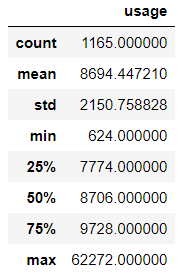 usage
count 1165.000000
mean 8694.447210
std 2150.758828
min 624.000000
25% 7774.000000
50% 8706.000000
75% 9728.000000
max 62272.000000